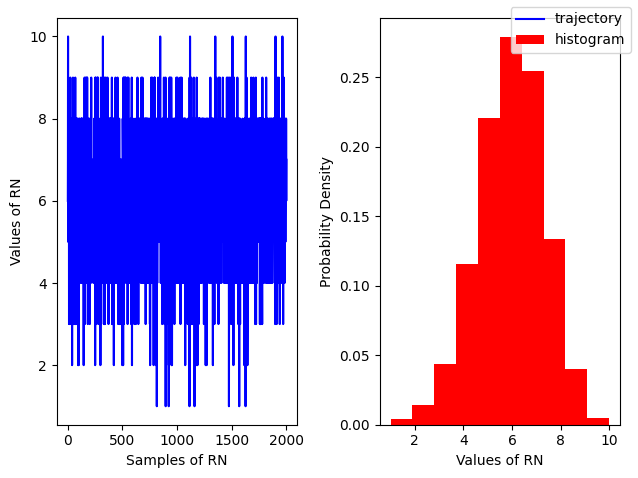 trajectory
histogram
10
8
6
4
2
Values of RN
0 500 1000 1500 2000
Samples of RN
0.25
0.20
0.15
0.10
0.05
0.00
Probability Density
2 4 6 8 10
Values of RN